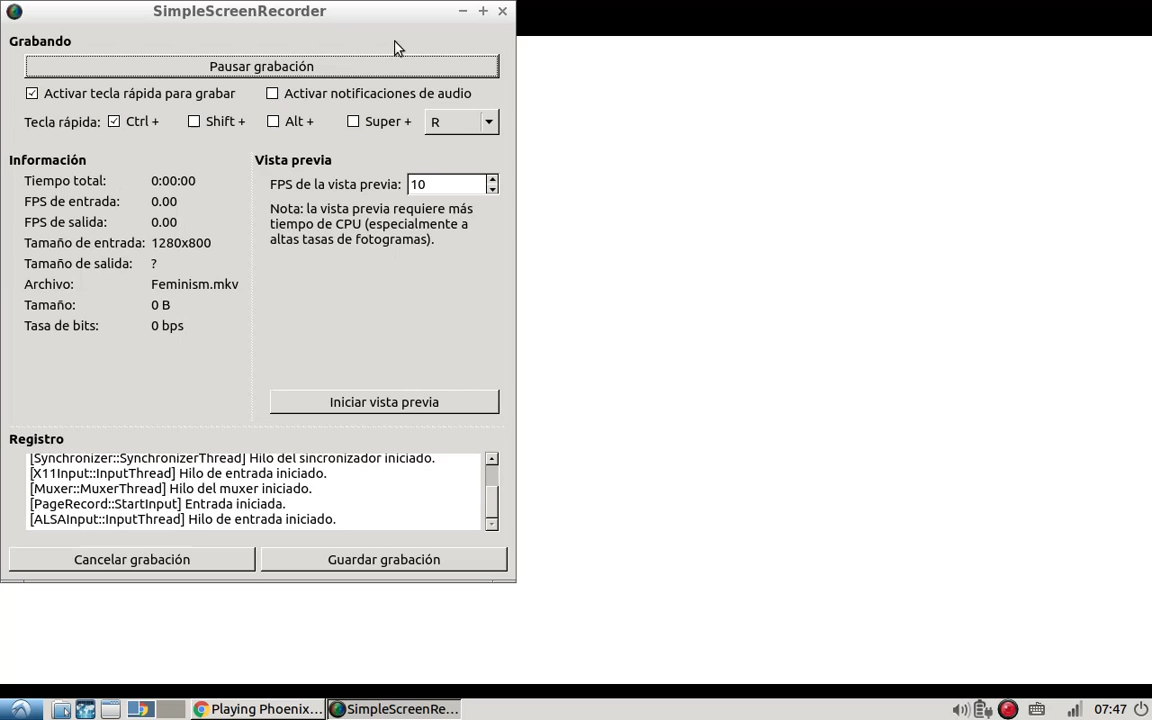 SimpleScreenRecorder
Grabando
Pausar grabación
Activar tecla rápida para grabar Activar notificaciones de audio
Tecla rápida: Ctrl + Shift + Alt + Super + R
Información
Tiempo total: 0:00:00
FPS de entrada: 0.00
FPS de salida: 0.00
Tamaño de entrada: 1280x800
Tamaño de salida: ?
Archivo: Feminism.mkv
Tamaño: 0 B
Tasa de bits: 0 bps
Vista previa
FPS de la vista previa: 10
Nota: la vista previa requiere más
tiempo de CPU (especialmente a
altas tasas de fotogramas).
Iniciar vista previa
Registro
[Synchronizer::SynchronizerThread] Hilo del sincronizador iniciado.
[X11Input::InputThread] Hilo de entrada iniciado.
[Muxer::MuxerThread] Hilo del muxer iniciado.
[PageRecord::StartInput] Entrada iniciada.
[ALSAInput::InputThread] Hilo de entrada iniciado.
Cancelar grabación Guardar grabación
Playing Phoenix... SimpleScreenRe... 07:47